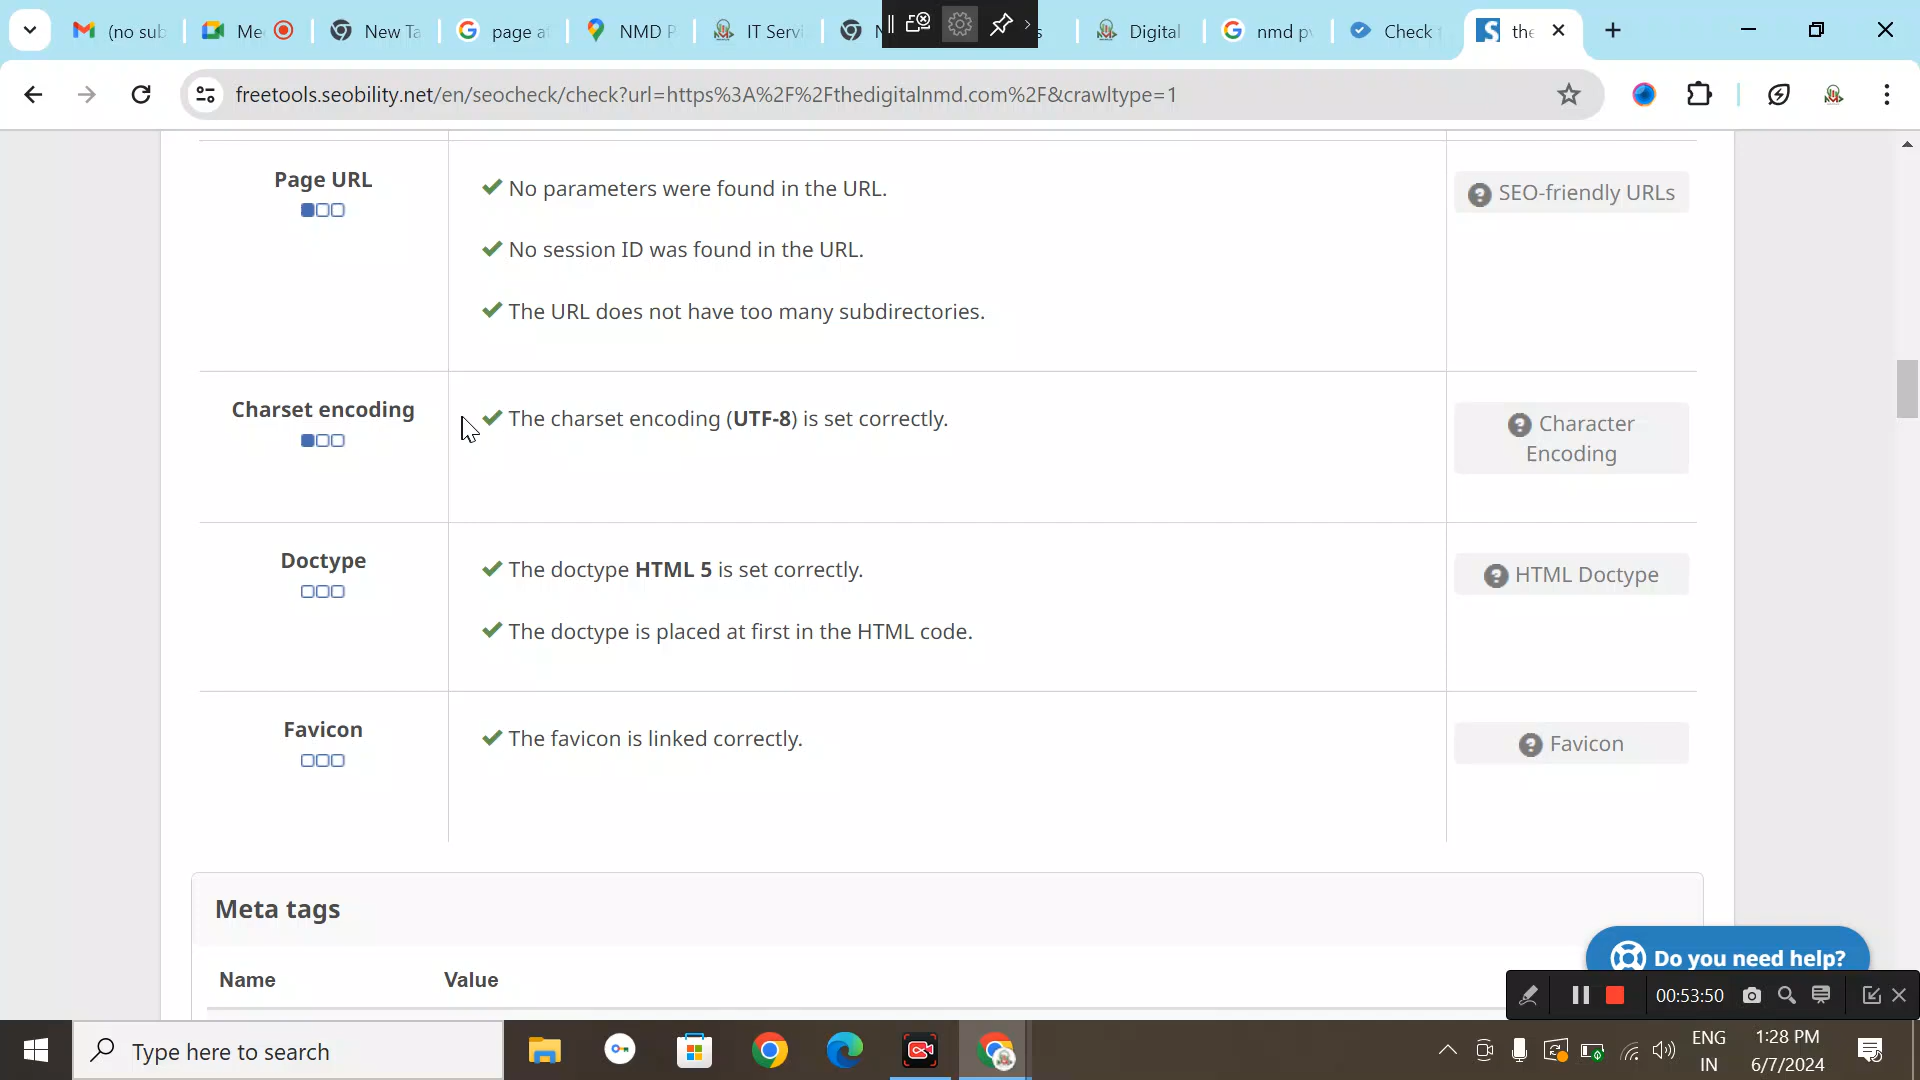 (no sub
Me
New Ta
page a
NMD P
IT Servi
Digital
nmd p
Check
the
freetools.seobility.net/en/seocheck/check?url=https%3A%2F%2Fthedigitalnmd.com%2F&crawltype=1
Page URL
No parameters were found in the URL.
SEO-friendly URLs
No session ID was found in the URL.
The URL does not have too many subdirectories.
Charset encoding
The charset encoding (UTF-8) is set correctly.
Character
Encoding
Doctype
The doctype HTML 5 is set correctly.
HTML Doctype
The doctype is placed at first in the HTML code.
Favicon
The favicon is linked correctly.
Favicon
Meta tags
Name
Value
Do you need help?
00:53:50
Type here to search
ENG
IN
1:28 PM
6/7/2024